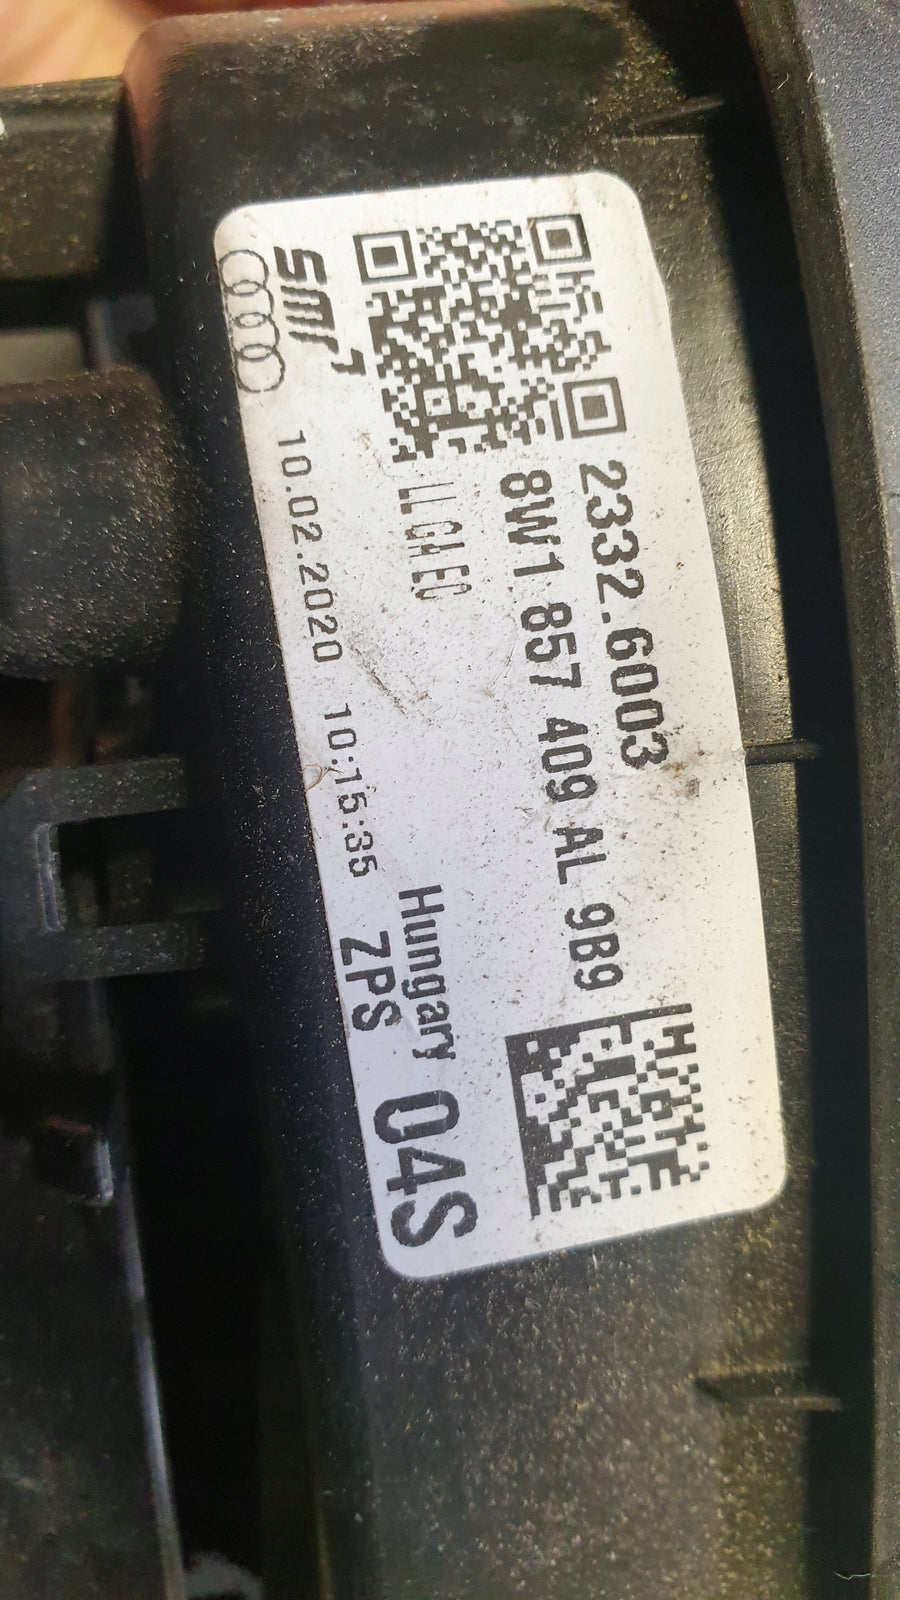 2332.6003
8W1 857 409 AL 9B9
LL GH EC
Hungary
smr
10.02.2020 10:15:35
ZPS
04S